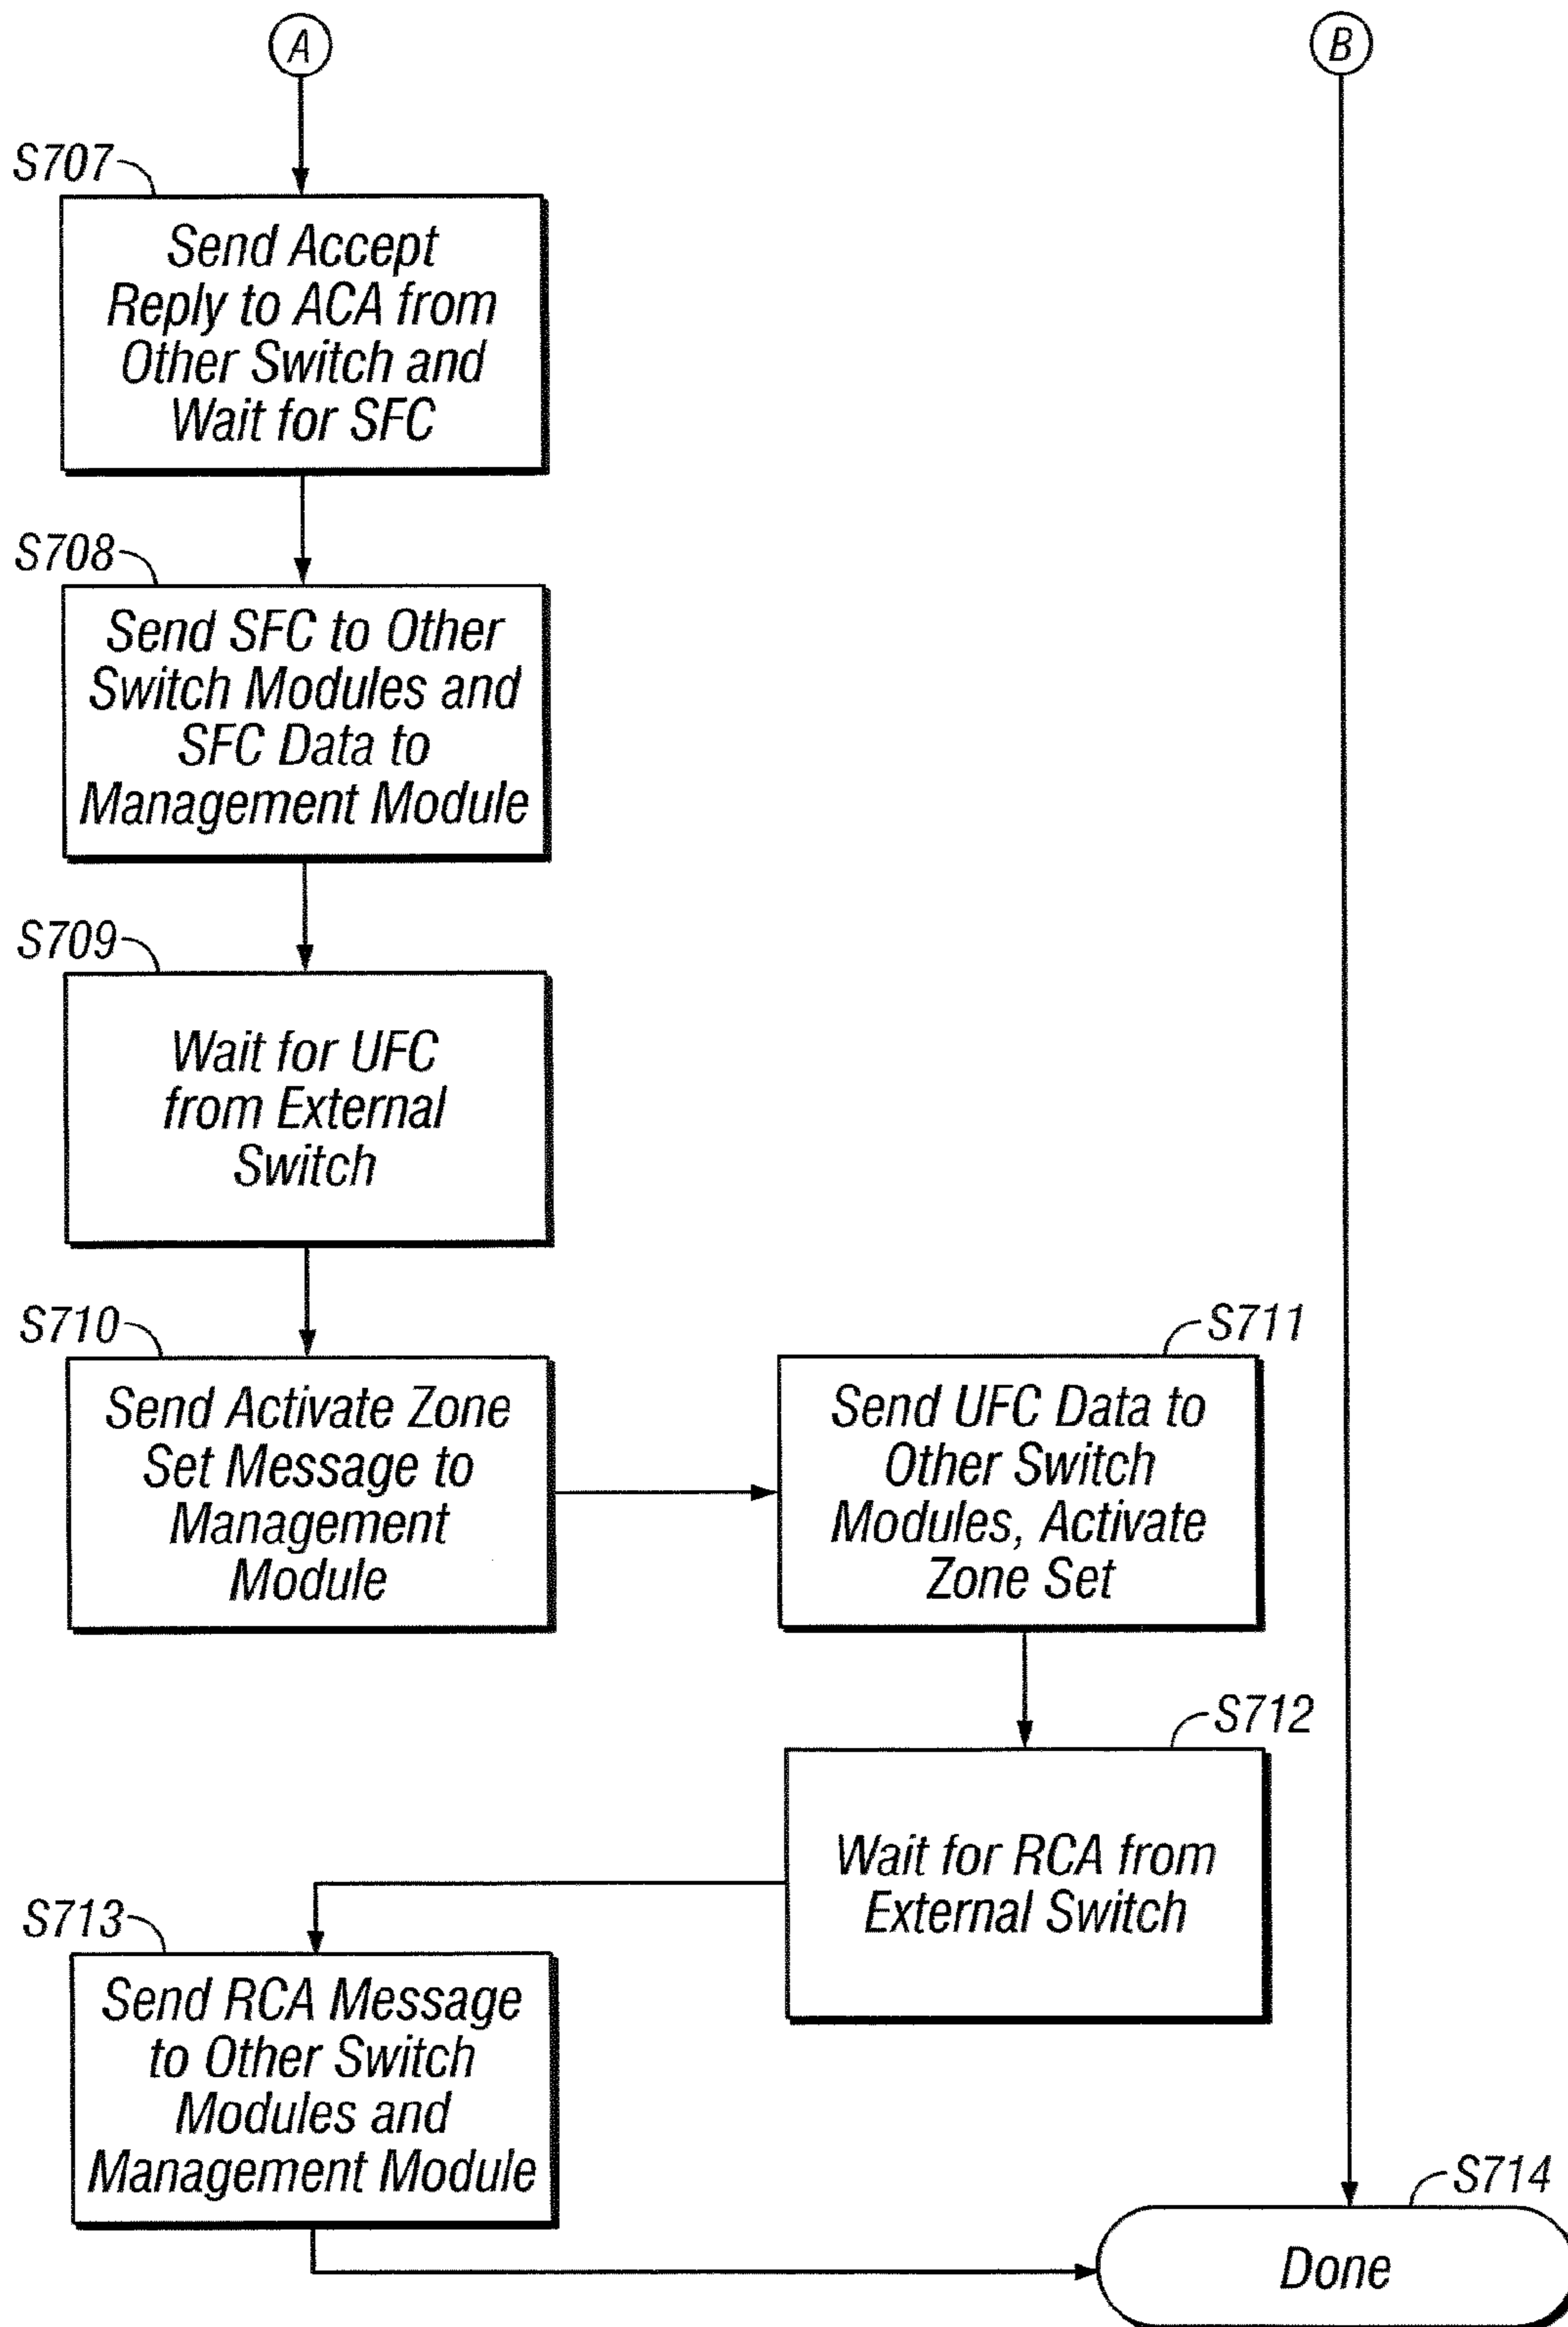 A
B
S707
Send Accept
Reply to ACA from
Other Switch and
Wait for SFC
S708
Send SFC to Other
Switch Modules and
SFC Data to
Management Module
S709
Wait for UFC
from External
Switch
S710
Send Activate Zone
Set Message to
Management
Module
S711
Send UFC Data to
Other Switch
Modules, Activate
Zone Set
S712
Wait for RCA from
External Switch
S713
Send RCA Message
to Other Switch
Modules and
Management Module
S714
Done